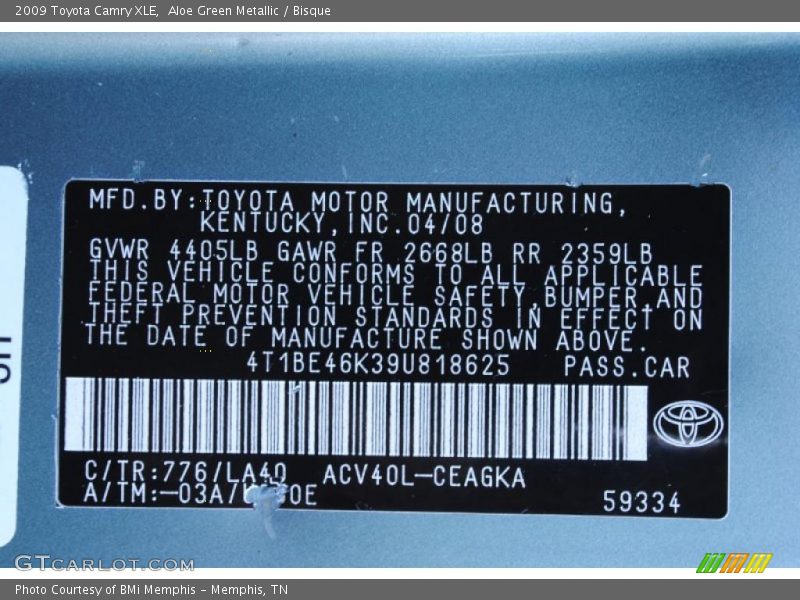 2009 Toyota Camry XLE, Aloe Green Metallic / Bisque
MFD.BY:TOYOTA MOTOR MANUFACTURING,
KENTUCKY,INC.04/08
GVWR 4405LB GAWR FR 2668LB RR 2359LB
THIS VEHICLE CONFORMS TO ALL APPLICABLE
FEDERAL MOTOR VEHICLE SAFETY,BUMPER,AND
THEFT PREVENTION STANDARDS IN EFFECT ON
THE DATE OF MANUFACTURE SHOWN ABOVE.
4T1BE46K39U818625 PASS.CAR
C/TR:776/LA40 ACV40L-CEAGKA
A/TM:-03A/
59334
GTCARLOT.COM
Photo Courtesy of BMi Memphis - Memphis, TN